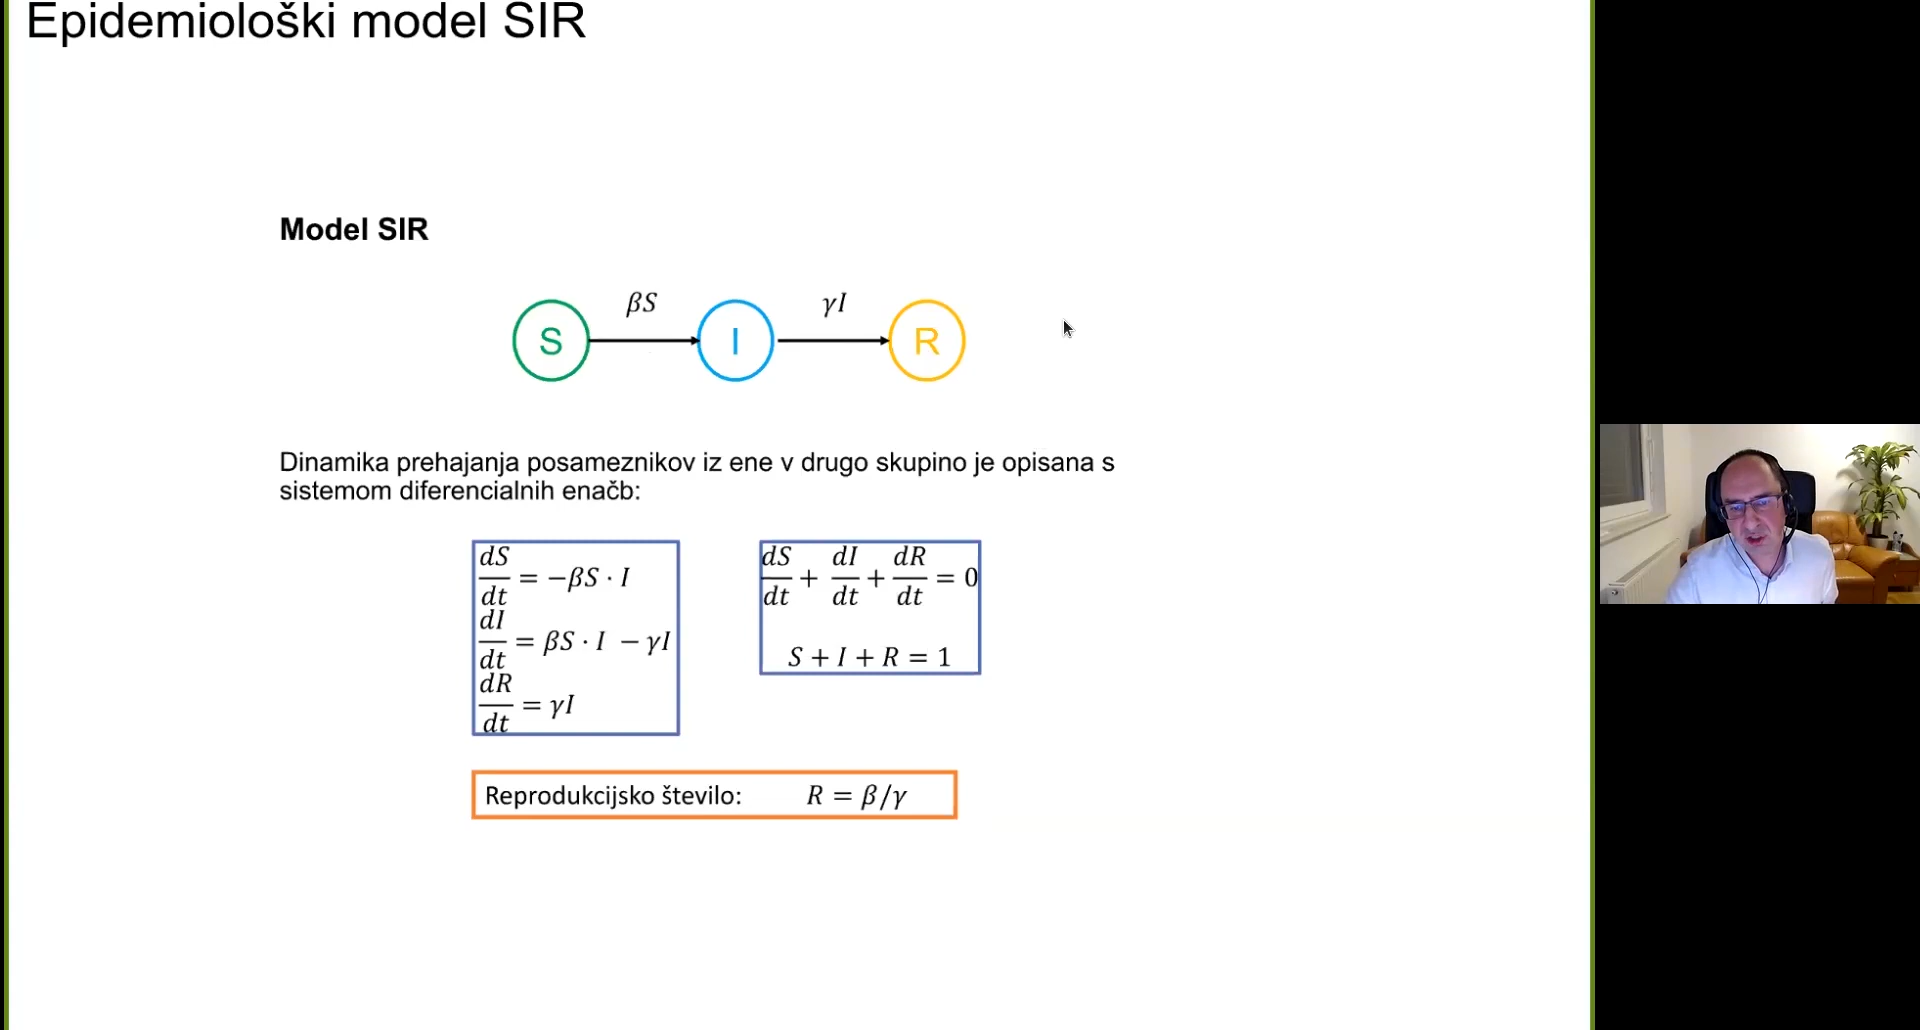 Epidemiološki model SIR
Model SIR
βS
γI
S
I
R
Dinamika prehajanja posameznikov iz ene v drugo skupino je opisana s
sistemom diferencialnih enačb:
dS/dt = −βS · I
dI/dt = βS · I − γI
dR/dt = γI
dS/dt + dI/dt + dR/dt = 0
S + I + R = 1
Reprodukcijsko število: R = β/γ